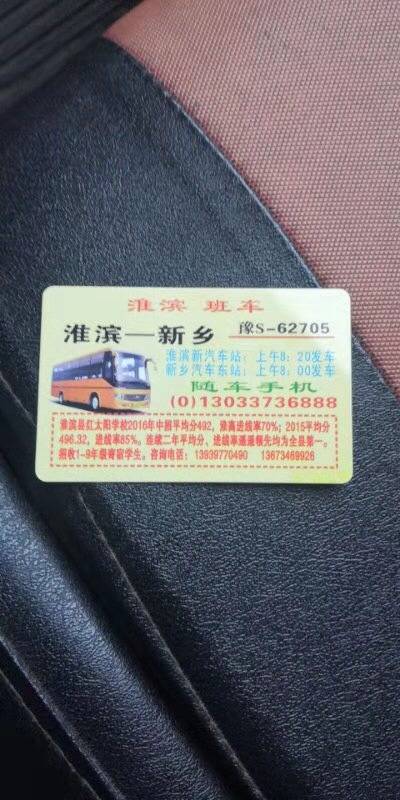 淮滨 班车
淮滨—新乡 豫S-62705
淮滨新汽车站：上午8：20发车
新乡汽车东站：上午8：00发车
随车手机
(0)13033736888
淮滨县红太阳学校2016年中招平均分492，淮高进线率70%；2015平均分
496.32，进线率85%。连续二年平均分、进线率遥遥领先均为全县第一。
招收1-9年级寄宿学生。咨询电话：13939770490 13673469926